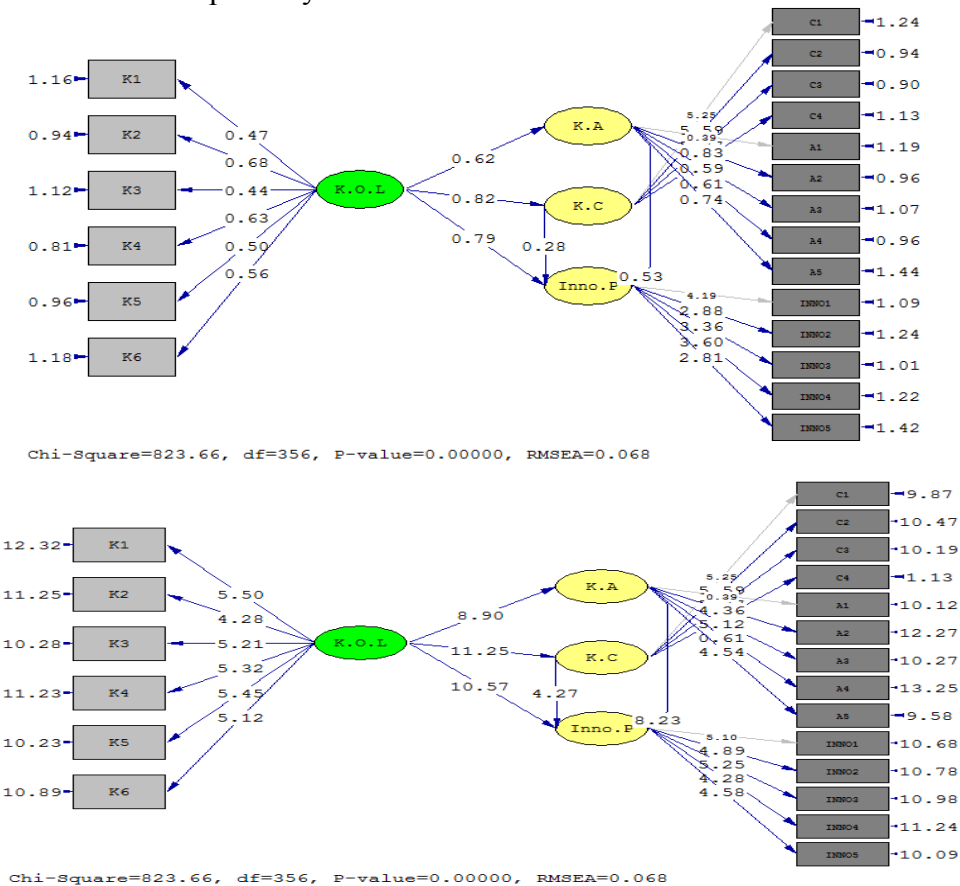 C1
1.24
C2
0.94
1.16
K1
C3
0.90
C4
1.13
5.25
K.A
5.59
A1
1.19
0.94
K2
0.47
0.39
0.83
0.68
0.62
0.59
A2
0.96
1.12
K3
0.44
K.O.L
0.61
0.82
K.C
0.74
A3
1.07
0.63
0.81
K4
0.79
0.28
A4
0.96
0.50
0.56
Inno.P
0.53
A5
1.44
0.96
K5
4.19
INNO1
1.09
2.88
3.36
INNO2
1.24
1.18
K6
3.60
2.81
INNO3
1.01
INNO4
1.22
INNO5
1.42
Chi-Square=823.66, df=356, P-value=0.00000, RMSEA=0.068
C1
9.87
C2
10.47
12.32
K1
C3
10.19
5.25
C4
1.13
K.A
5.59
11.25
K2
5.50
0.39
A1
10.12
4.28
8.90
4.36
5.12
A2
12.27
10.28
K3
5.21
K.O.L
0.61
11.25
K.C
4.54
A3
10.27
5.32
11.23
K4
10.57
4.27
A4
13.25
5.45
5.12
Inno.P
8.23
A5
9.58
10.23
K5
5.10
INNO1
10.68
4.89
5.25
INNO2
10.78
10.89
K6
4.28
4.58
INNO3
10.98
INNO4
11.24
INNO5
10.09
Chi-Square=823.66, df=356, P-value=0.00000, RMSEA=0.068